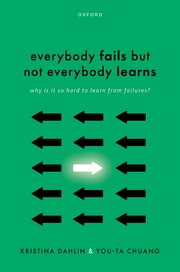 OXFORD
everybody fails but
not everybody learns
why is it so hard to learn from failures?
KRISTINA DAHLIN & YOU-TA CHUANG